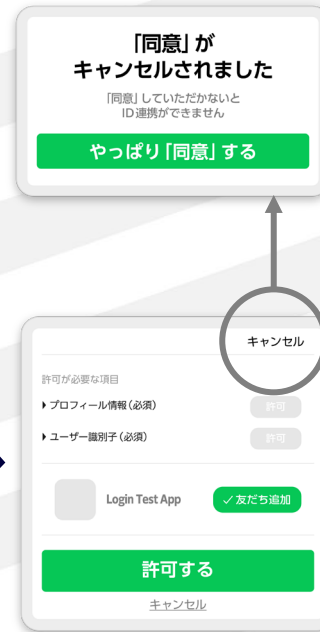 「同意」が
キャンセルされました
「同意」していただかないと
ID連携ができません
やっぱり「同意」する
キャンセル
許可が必要な項目
プロフィール情報(必須)
許可
ユーザー識別子(必須)
許可
Login Test App
友だち追加
許可する
キャンセル